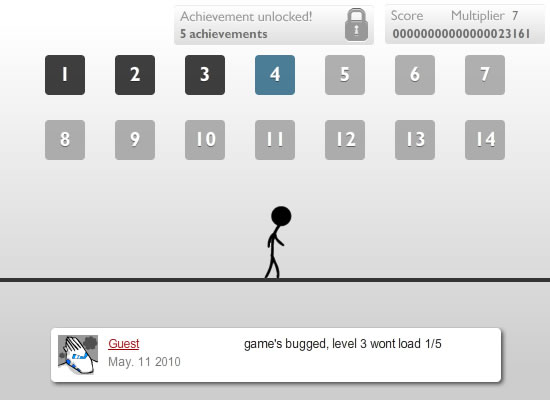 Achievement unlocked!
5 achievements
Score Multiplier 7
00000000000000023161
1 2 3 4 5 6 7
8 9 10 11 12 13 14
Guest game's bugged, level 3 wont load 1/5
May. 11 2010